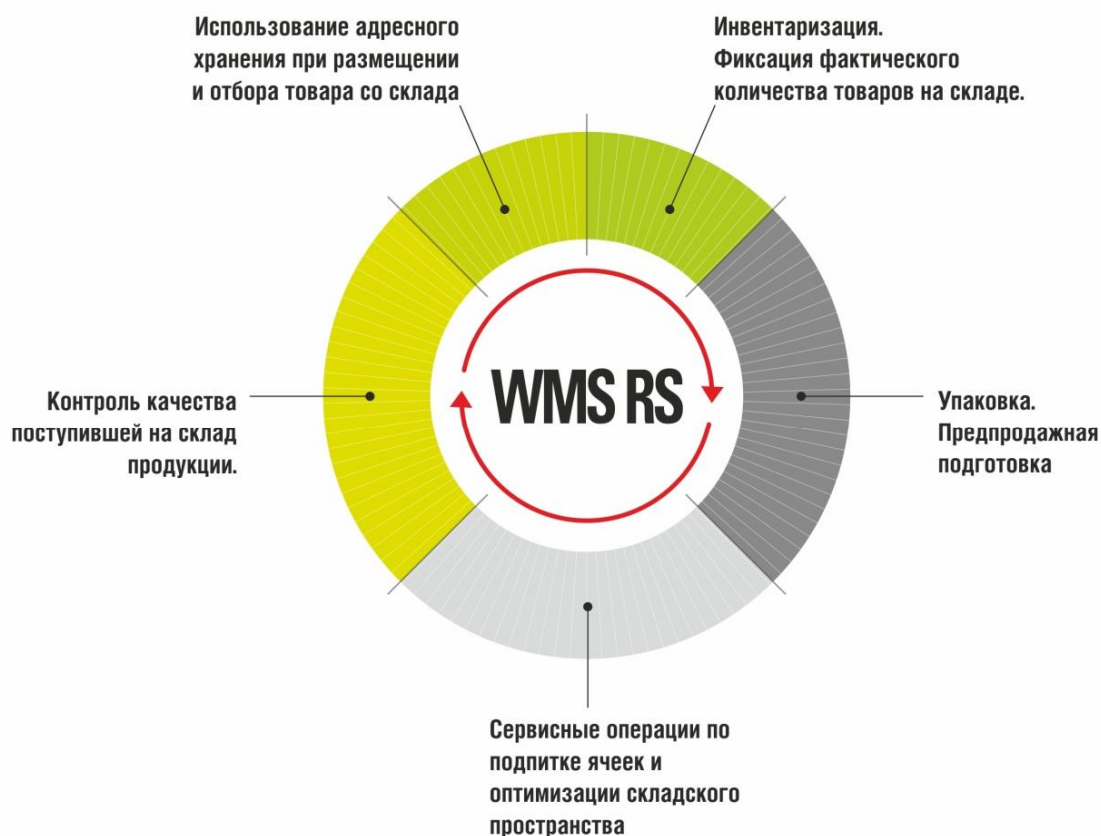 Использование адресного
хранения при размещении
и отбора товара со склада
Инвентаризация.
Фиксация фактического
количества товаров на складе.
WMS RS
Контроль качества
поступившей на склад
продукции.
Упаковка.
Предпродажная
подготовка
Сервисные операции по
подпитке ячеек и
оптимизации складского
пространства